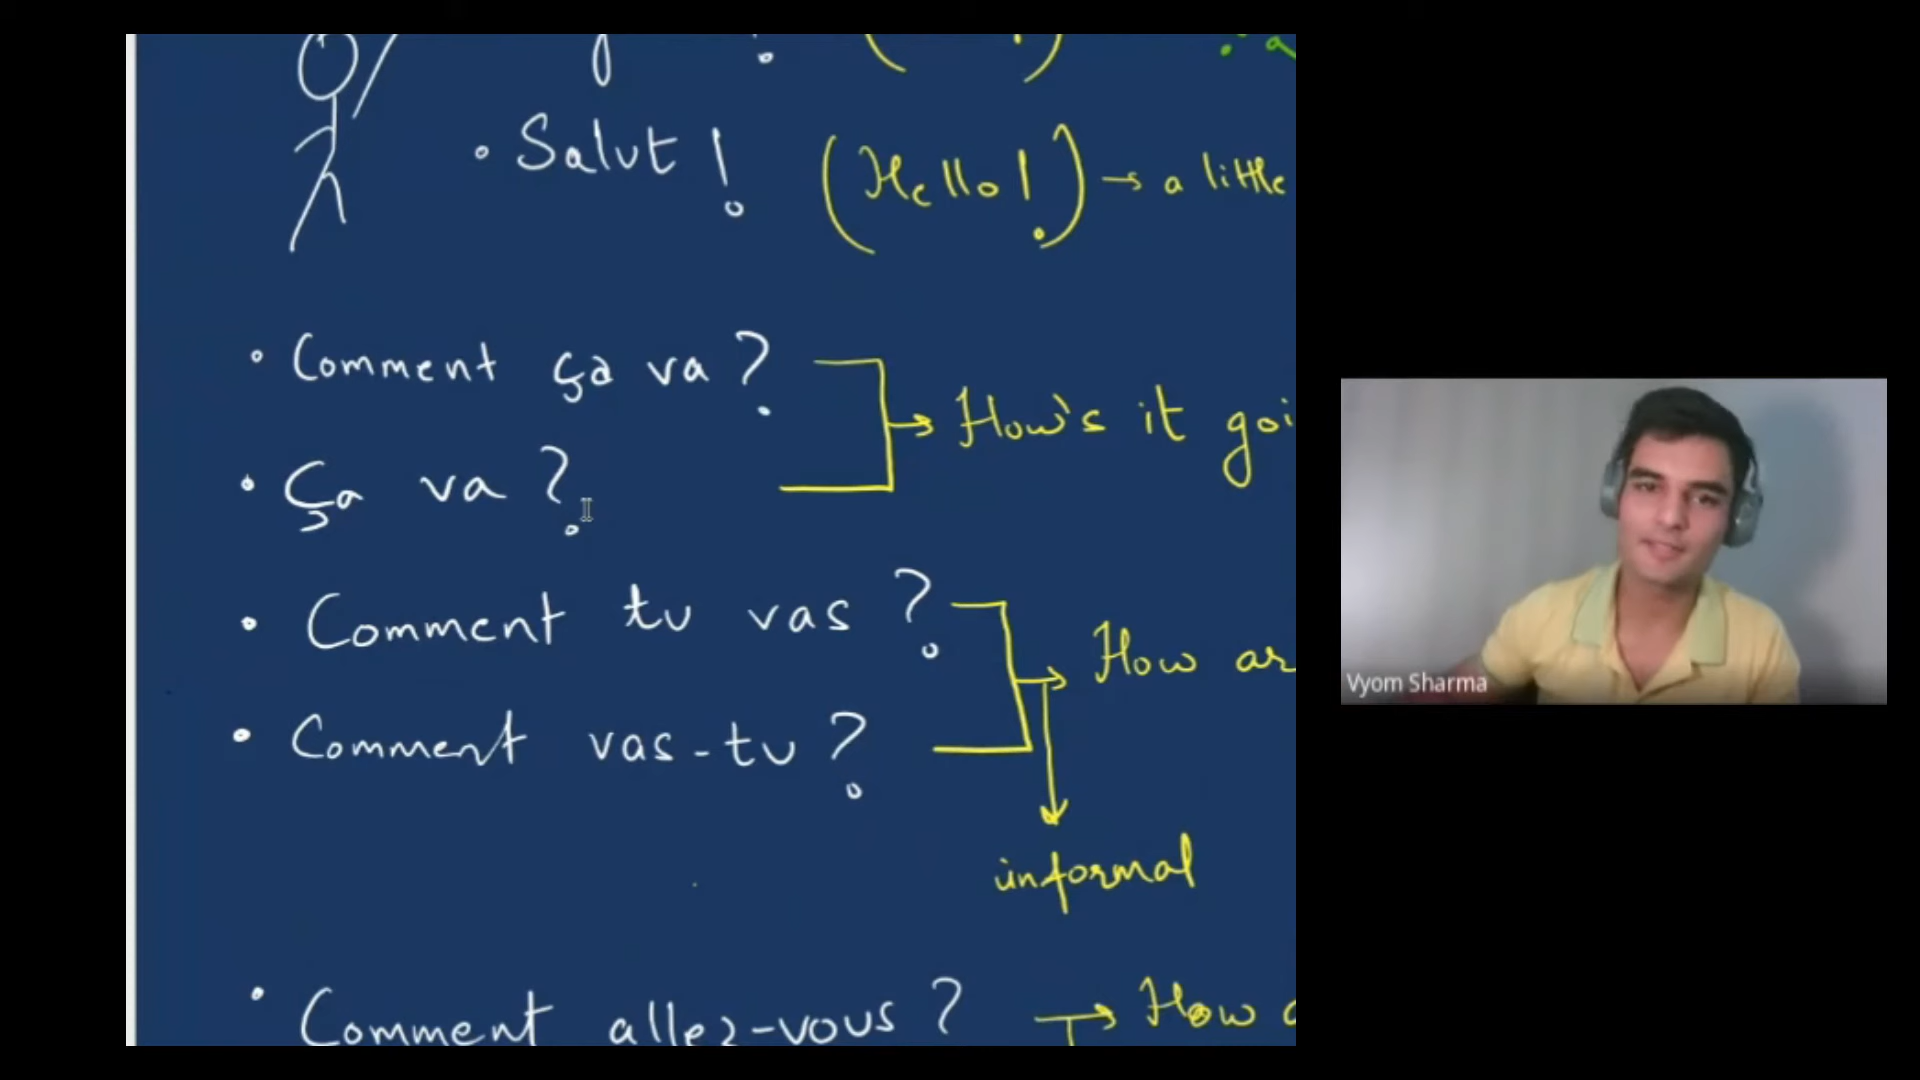 • Salut ! (Hello!) → a little
• Comment ça va ?
→ How's it goi
• Ça va ?
• Comment tu vas ?
→ How ar
• Comment vas-tu ?
informal
• Comment allez-vous ? → How a
Vyom Sharma